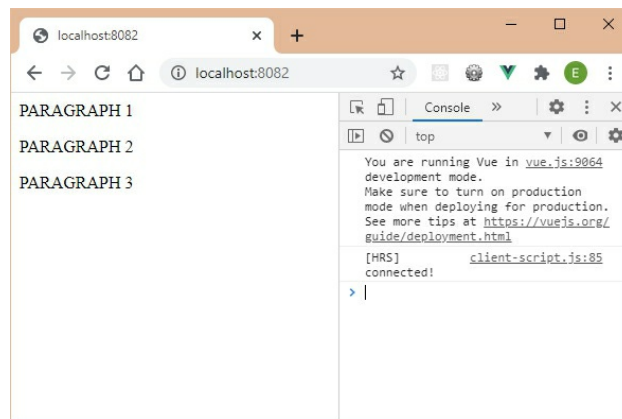 localhost:8082
localhost:8082
E
PARAGRAPH 1
PARAGRAPH 2
PARAGRAPH 3
Console
top
You are running Vue in vue.js:9064
development mode.
Make sure to turn on production
mode when deploying for production.
See more tips at https://vuejs.org/
guide/deployment.html
[HRS] client-script.js:85
connected!